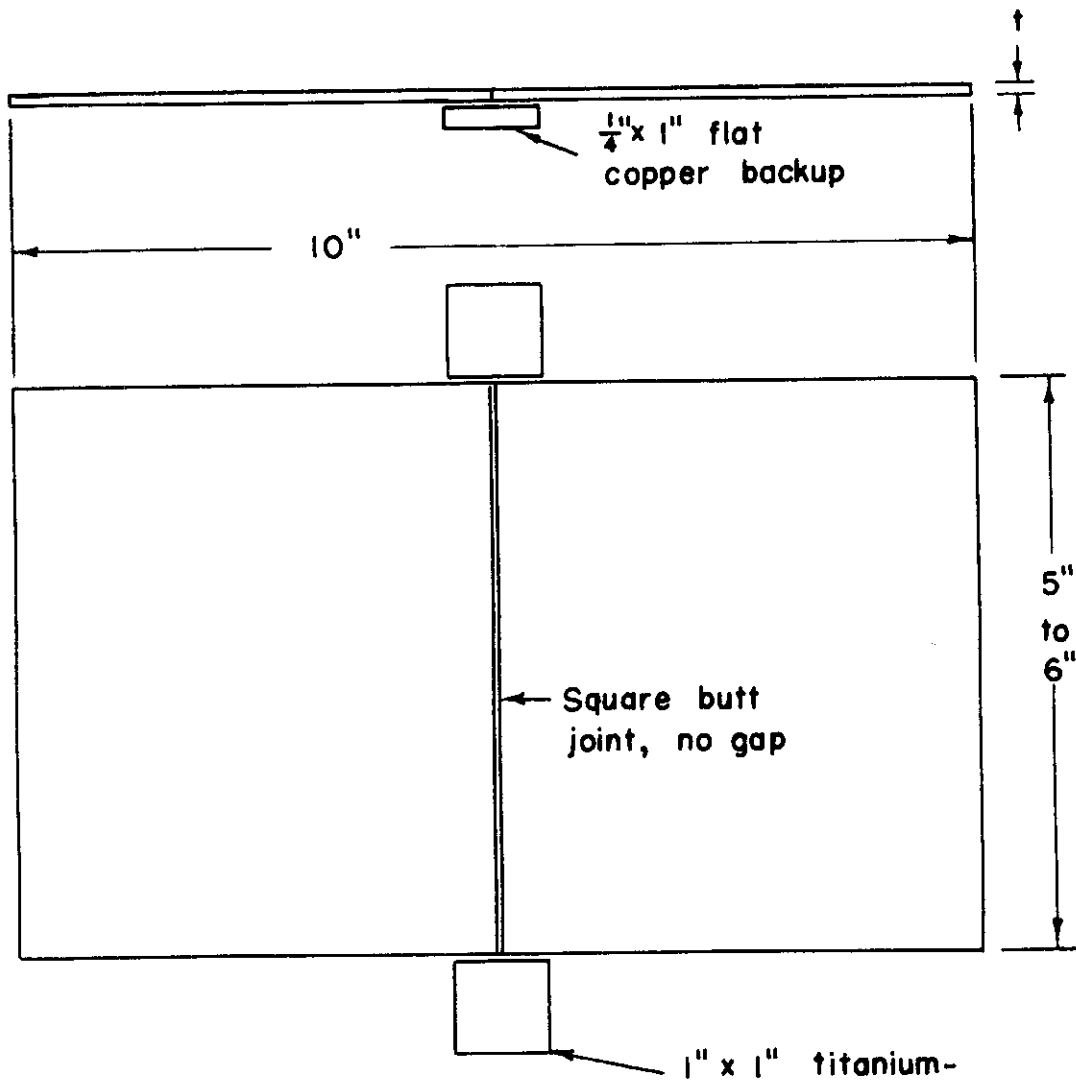 t
1/4" x 1" flat
copper backup
10"
5"
to
6"
Square butt
joint, no gap
1" x 1" titanium-